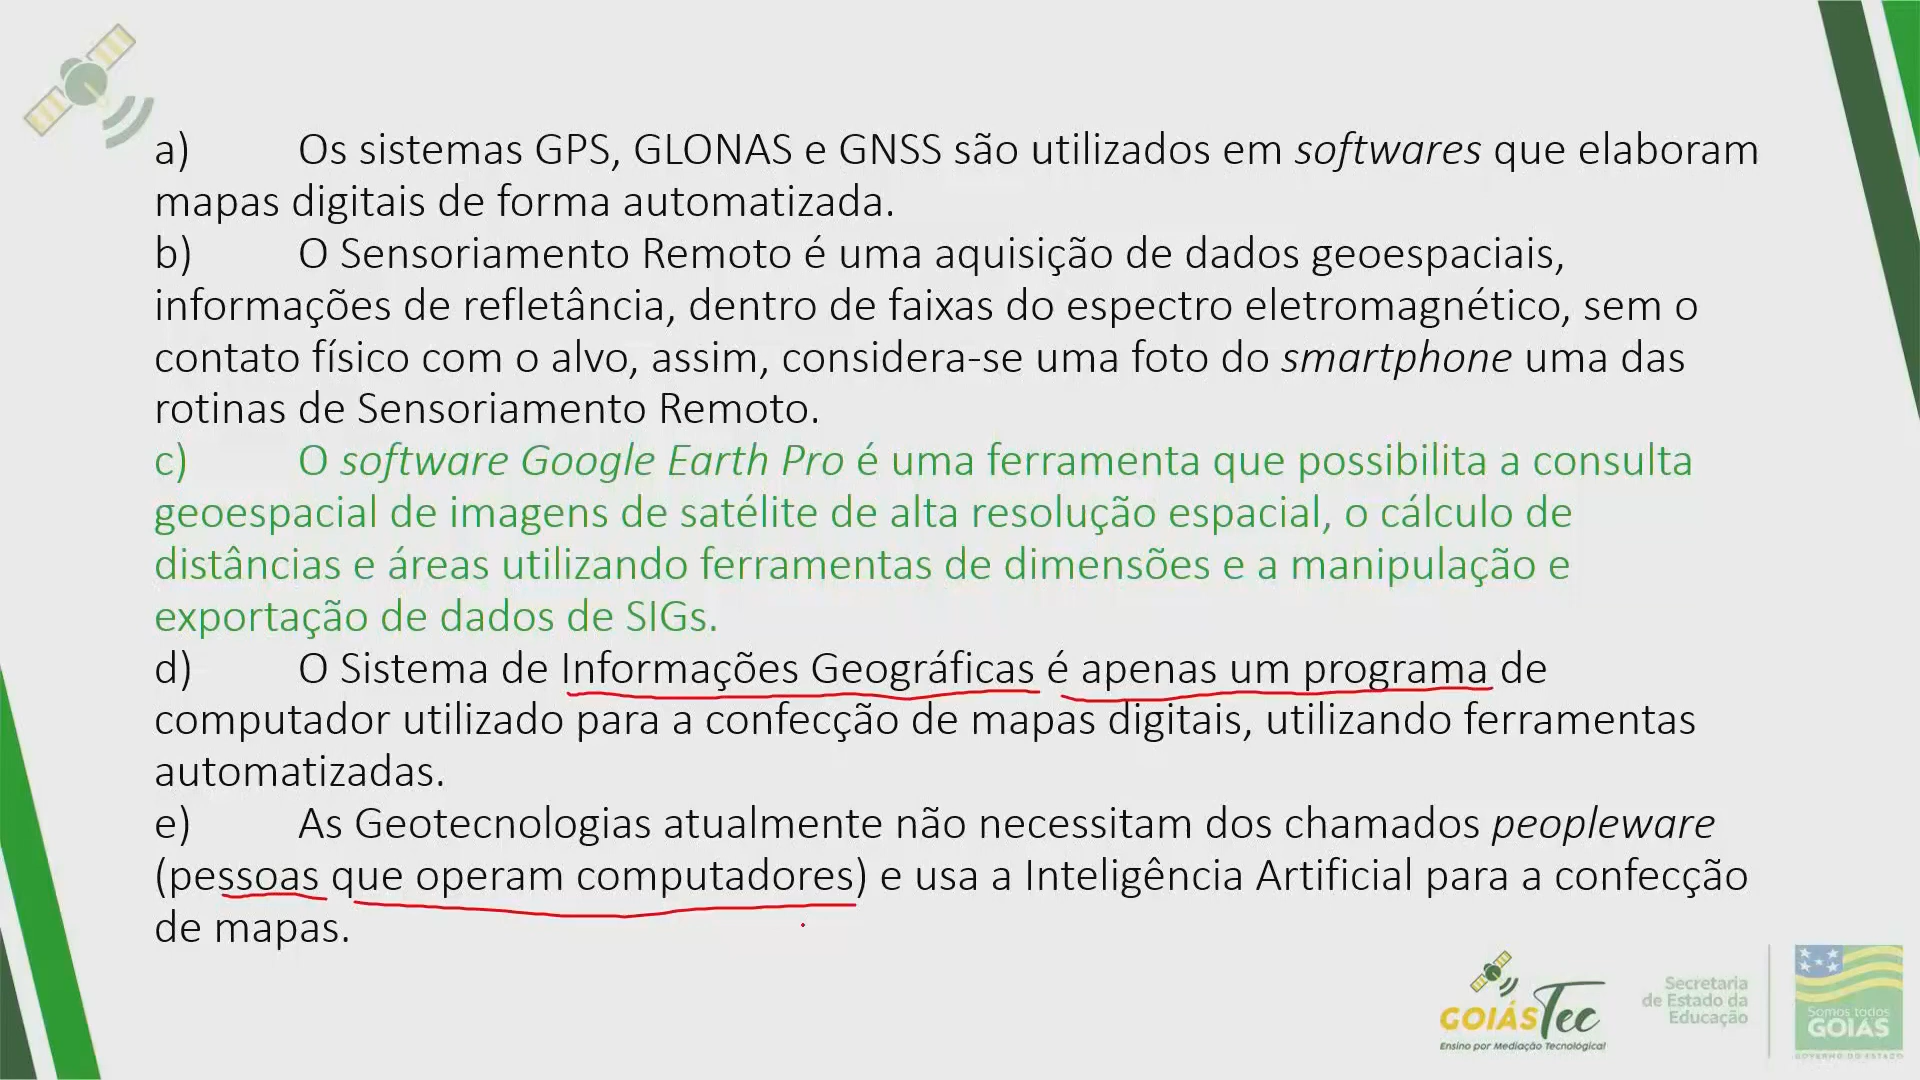 a) Os sistemas GPS, GLONAS e GNSS são utilizados em softwares que elaboram
mapas digitais de forma automatizada.
b) O Sensoriamento Remoto é uma aquisição de dados geoespaciais,
informações de refletância, dentro de faixas do espectro eletromagnético, sem o
contato físico com o alvo, assim, considera-se uma foto do smartphone uma das
rotinas de Sensoriamento Remoto.
c) O software Google Earth Pro é uma ferramenta que possibilita a consulta
geoespacial de imagens de satélite de alta resolução espacial, o cálculo de
distâncias e áreas utilizando ferramentas de dimensões e a manipulação e
exportação de dados de SIGs.
d) O Sistema de Informações Geográficas é apenas um programa de
computador utilizado para a confecção de mapas digitais, utilizando ferramentas
automatizadas.
e) As Geotecnologias atualmente não necessitam dos chamados peopleware
(pessoas que operam computadores) e usa a Inteligência Artificial para a confecção
de mapas.
GOIÁSTec
Ensino por Mediação Tecnológica!
Secretaria
de Estado da
Educação
Somos todos
GOIÁS
GOVERNO DO ESTADO